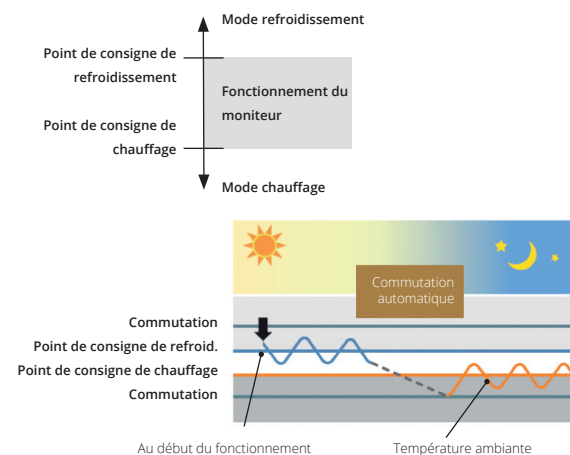 Mode refroidissement
Point de consigne de
refroidissement
Fonctionnement du
moniteur
Point de consigne de
chauffage
Mode chauffage
Commutation
automatique
Commutation
Point de consigne de refroid.
Point de consigne de chauffage
Commutation
Au début du fonctionnement
Température ambiante